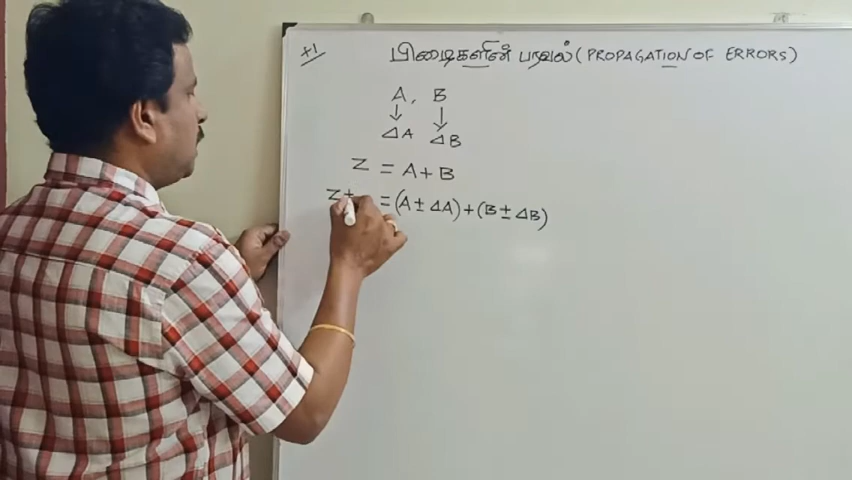 +1
பிழைகளின் பரவல் (PROPAGATION OF ERRORS)
A, B
↓ ↓
ΔA ΔB
Z = A + B
Z ± = (A ± ΔA) + (B ± ΔB)